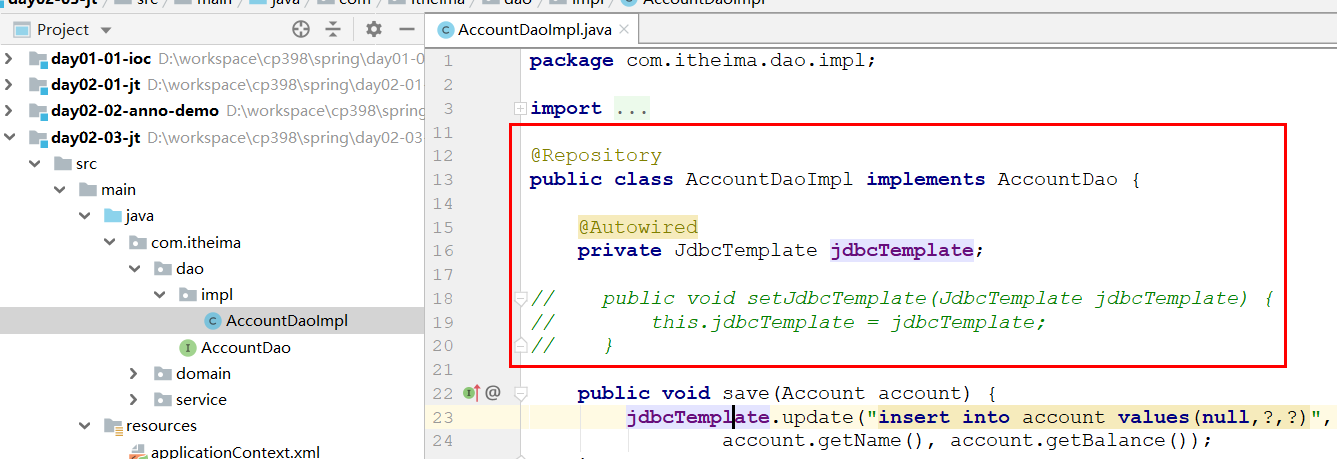 day02-03-jt src main java com itheima dao impl AccountDaoImpl
Project
AccountDaoImpl.java
day01-01-ioc D:\workspace\cp398\spring\day01-0
day02-01-jt D:\workspace\cp398\spring\day02-01
day02-02-anno-demo D:\workspace\cp398\spring
day02-03-jt D:\workspace\cp398\spring\day02-03
src
main
java
com.itheima
dao
impl
AccountDaoImpl
AccountDao
domain
service
resources
applicationContext.xml
1 package com.itheima.dao.impl;
2
3 import ...
11
12 @Repository
13 public class AccountDaoImpl implements AccountDao {
14
15 @Autowired
16 private JdbcTemplate jdbcTemplate;
17
18 // public void setJdbcTemplate(JdbcTemplate jdbcTemplate) {
19 // this.jdbcTemplate = jdbcTemplate;
20 // }
21
22 @ public void save(Account account) {
23 jdbcTemplate.update("insert into account values(null,?,?)",
24 account.getName(), account.getBalance());